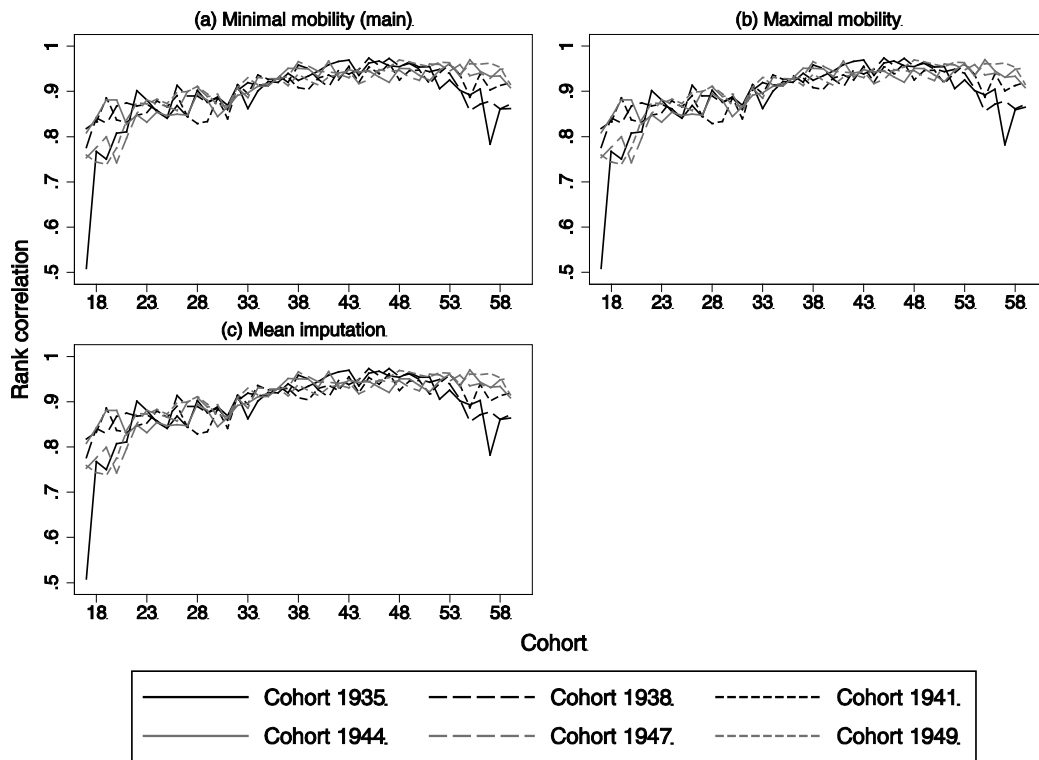 (a) Minimal mobility (main).
(b) Maximal mobility.
1
.9
.8
.7
.6
.5
18. 23. 28. 33. 38. 43. 48. 53. 58.
1
.9
.8
.7
.6
.5
18. 23. 28. 33. 38. 43. 48. 53. 58.
(c) Mean imputation.
1
.9
.8
.7
.6
.5
18. 23. 28. 33. 38. 43. 48. 53. 58.
Rank correlation
Cohort
Cohort 1935. Cohort 1938. Cohort 1941.
Cohort 1944. Cohort 1947. Cohort 1949.